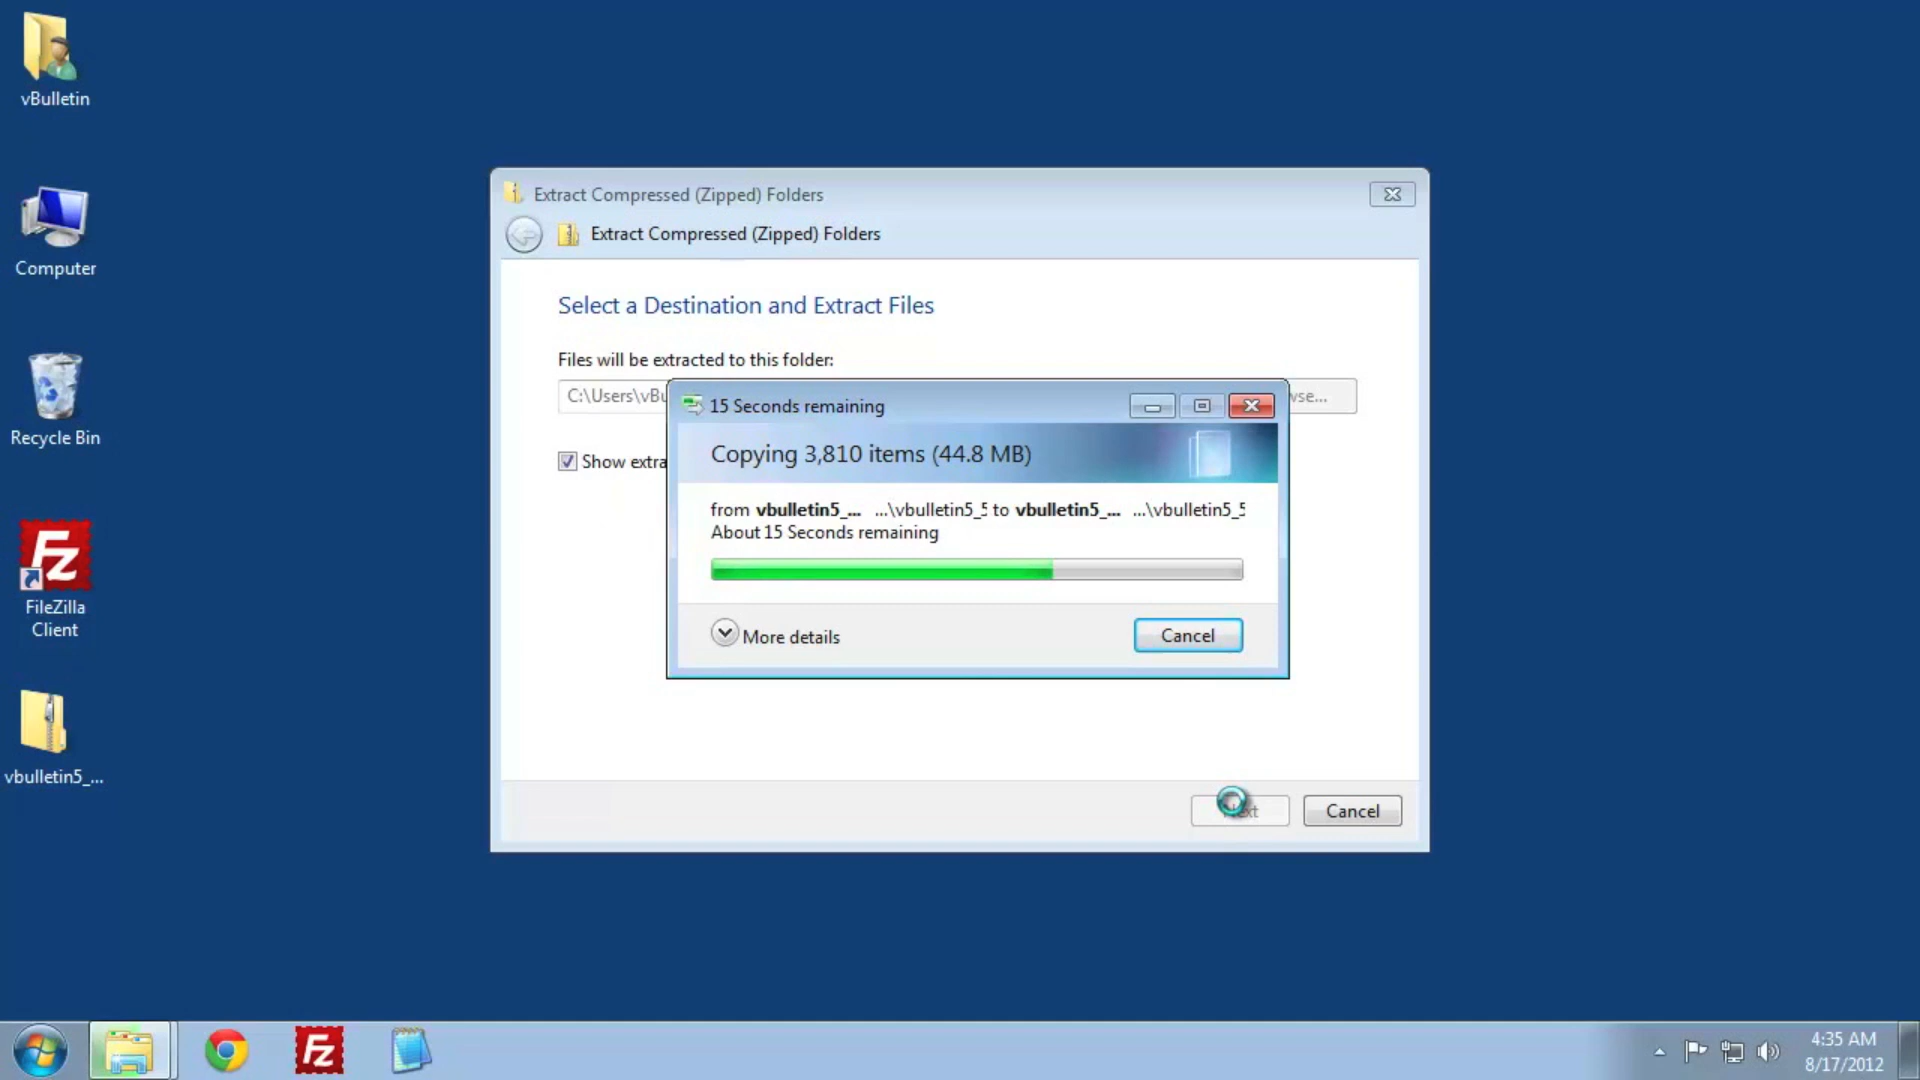 vBulletin
Computer
Recycle Bin
FileZilla
Client
vbulletin5_...
Extract Compressed (Zipped) Folders
Extract Compressed (Zipped) Folders
Select a Destination and Extract Files
Files will be extracted to this folder:
C:\Users\vBu
wse...
Show extra
15 Seconds remaining
Copying 3,810 items (44.8 MB)
from vbulletin5_... ...\vbulletin5_5 to vbulletin5_... ...\vbulletin5_5
About 15 Seconds remaining
More details
Cancel
Cancel
4:35 AM
8/17/2012